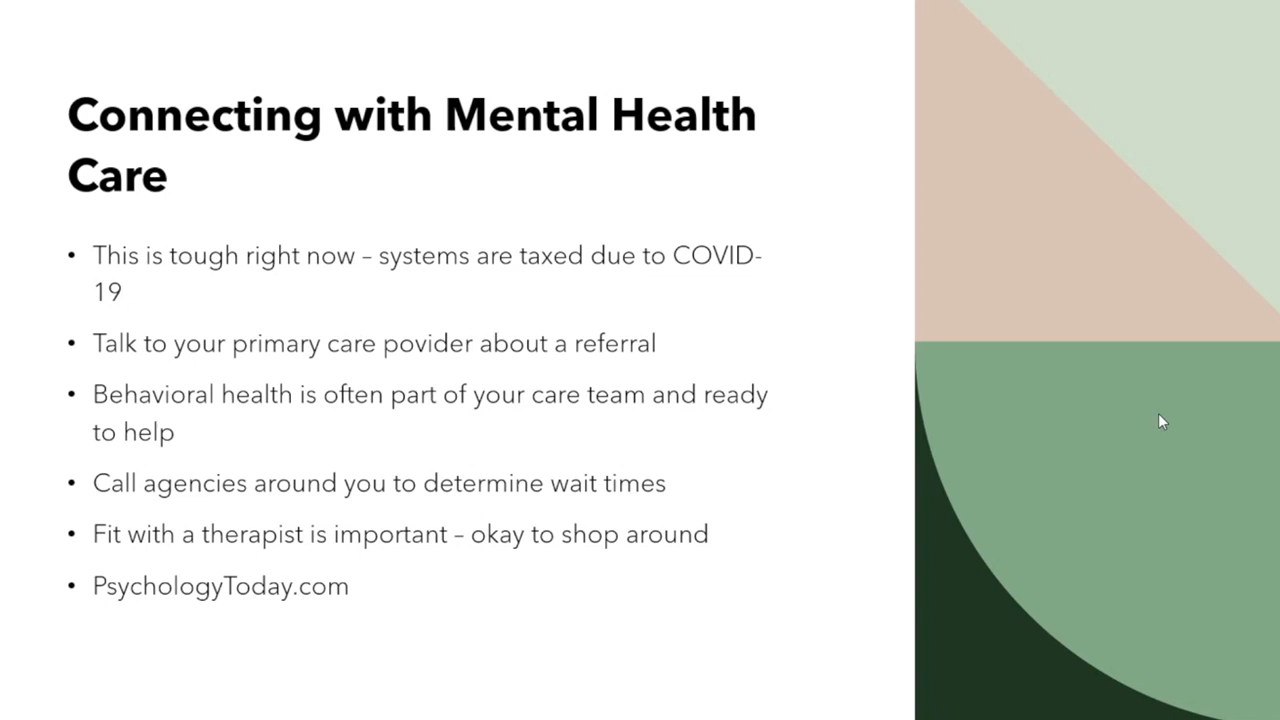 Connecting with Mental Health
Care
• This is tough right now – systems are taxed due to COVID-
19
• Talk to your primary care povider about a referral
• Behavioral health is often part of your care team and ready
to help
• Call agencies around you to determine wait times
• Fit with a therapist is important – okay to shop around
• PsychologyToday.com